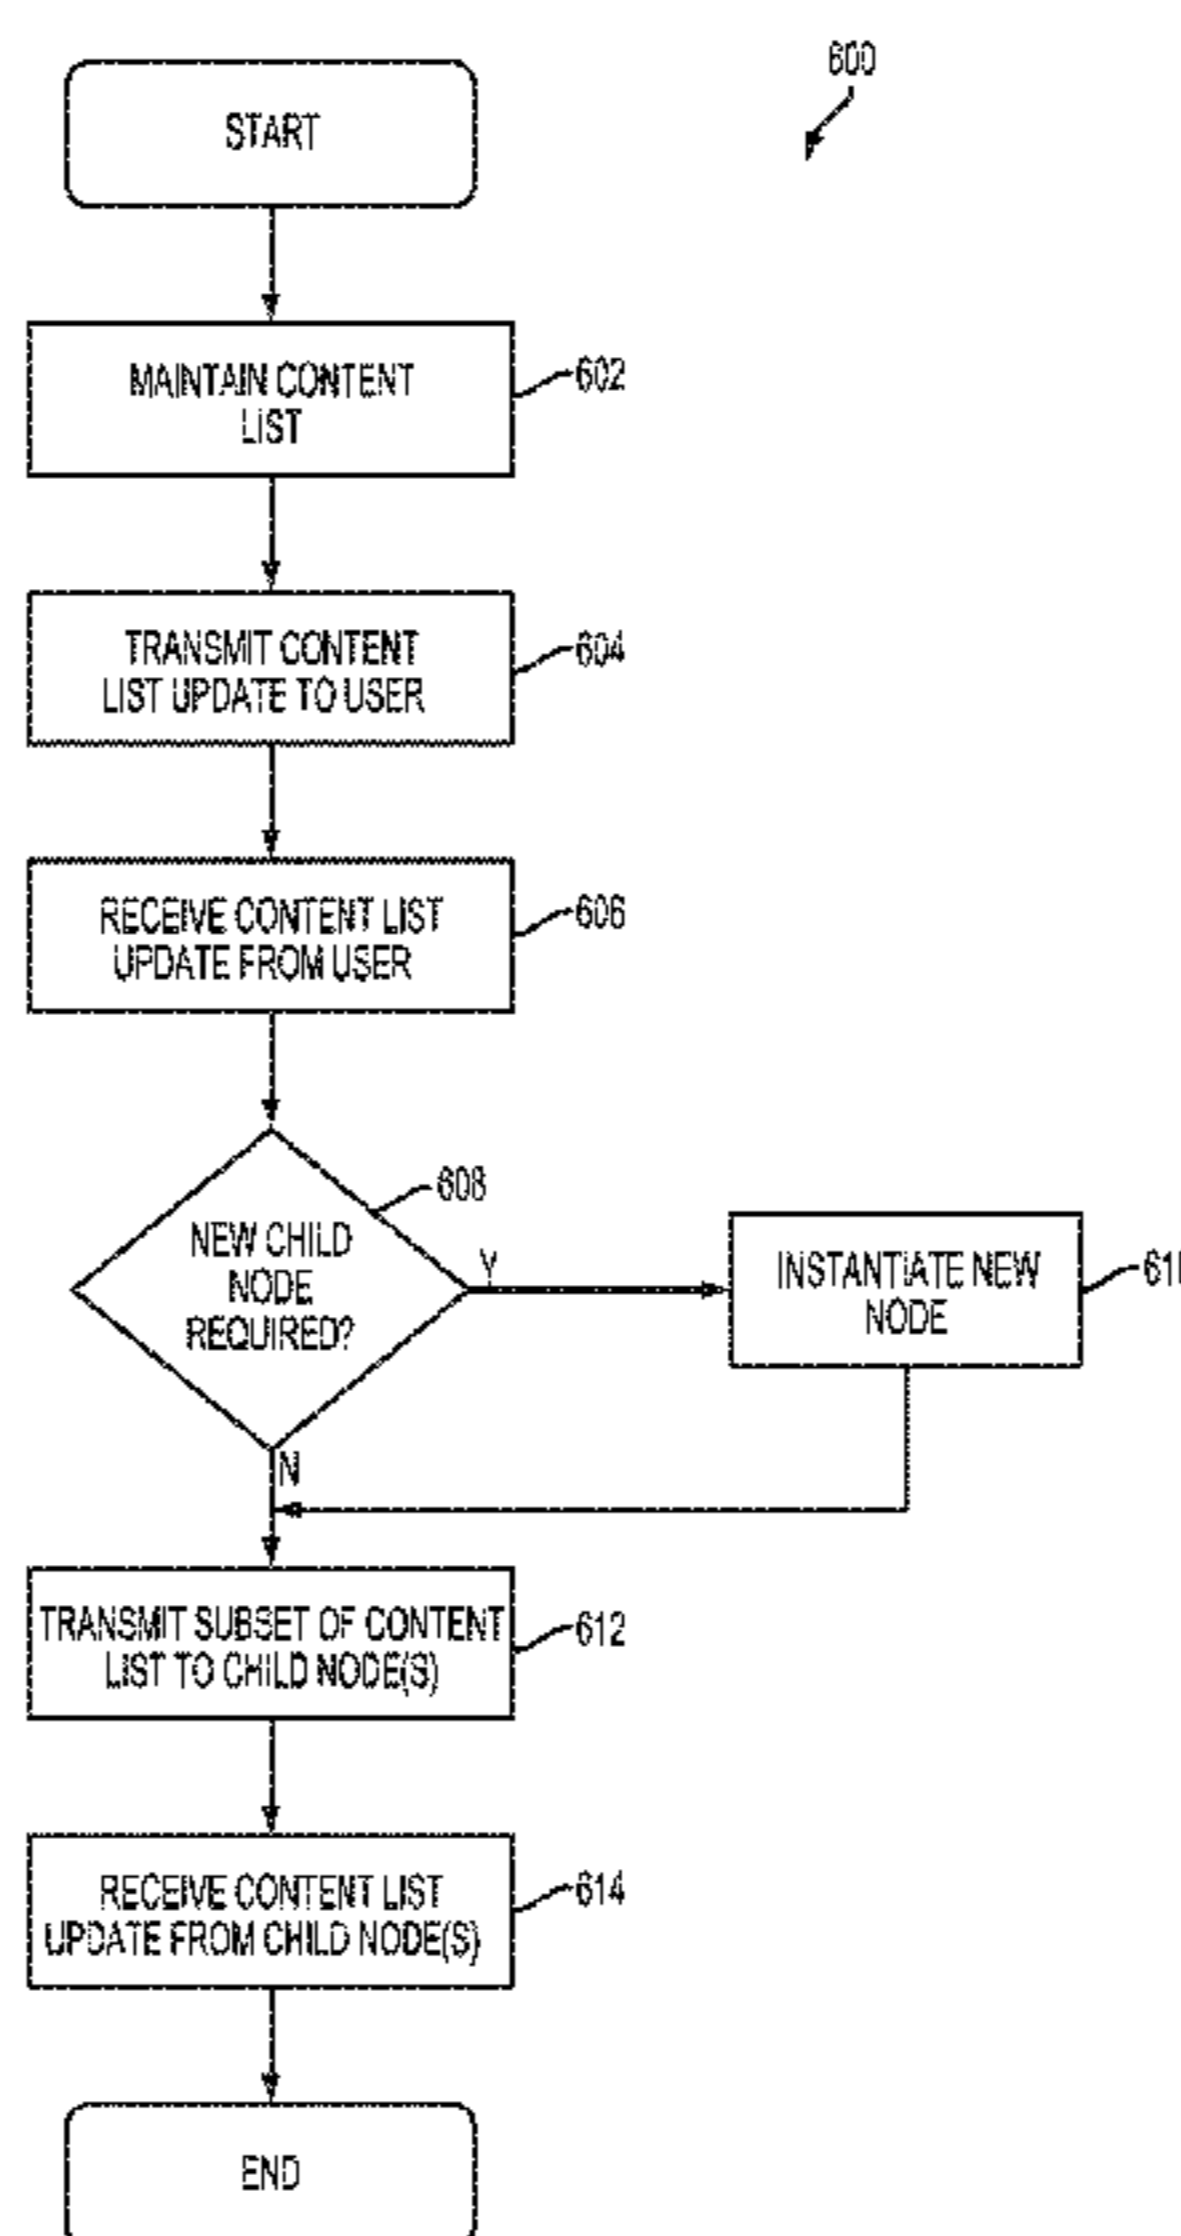 600
START
MAINTAIN CONTENT
LIST
602
TRANSMIT CONTENT
LIST UPDATE TO USER
604
RECEIVE CONTENT LIST
UPDATE FROM USER
606
608
NEW CHILD
NODE
REQUIRED?
Y
INSTANTIATE NEW
NODE
N
TRANSMIT SUBSET OF CONTENT
LIST TO CHILD NODE(S)
612
RECEIVE CONTENT LIST
UPDATE FROM CHILD NODE(S)
614
END